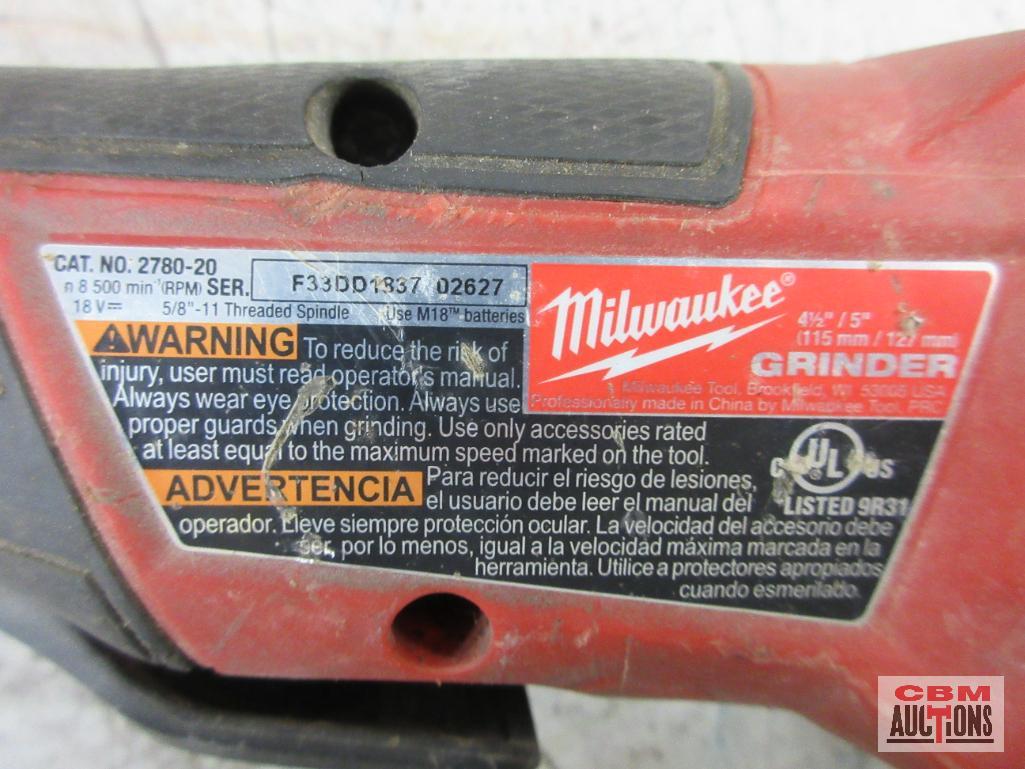 CAT. NO. 2780-20
n 8 500 min⁻¹(RPM) SER. F33DD1837 02627
18 V⎓ 5/8"-11 Threaded Spindle Use M18™ batteries
Milwaukee®
4½" / 5"
(115 mm / 127 mm)
GRINDER
Milwaukee Tool, Brookfield, WI 53005 USA
Professionally made in China by Milwaukee Tool, PRC
WARNING To reduce the risk of
injury, user must read operator's manual.
Always wear eye protection. Always use
proper guards when grinding. Use only accessories rated
at least equal to the maximum speed marked on the tool.
C UL US
LISTED 9R31
ADVERTENCIA Para reducir el riesgo de lesiones,
el usuario debe leer el manual del
operador. Lleve siempre protección ocular. La velocidad del accesorio debe
ser, por lo menos, igual a la velocidad máxima marcada en la
herramienta. Utilice a protectores apropiados
cuando esmerilado.
CBM
AUCTIONS